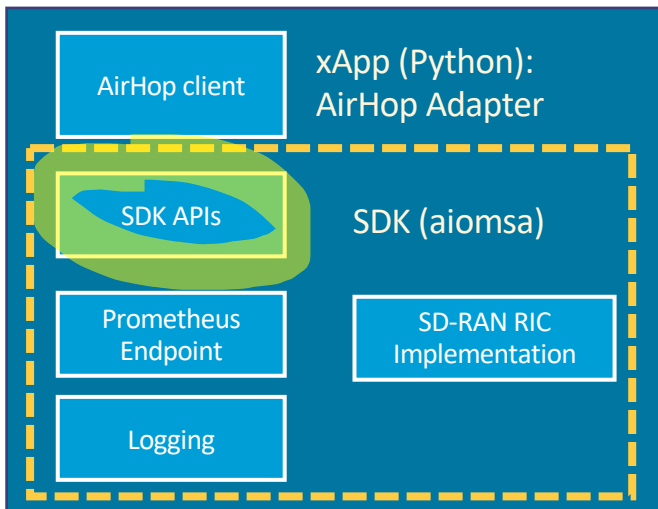 AirHop client
xApp (Python):
AirHop Adapter
SDK APIs
SDK (aiomsa)
Prometheus
Endpoint
SD-RAN RIC
Implementation
Logging